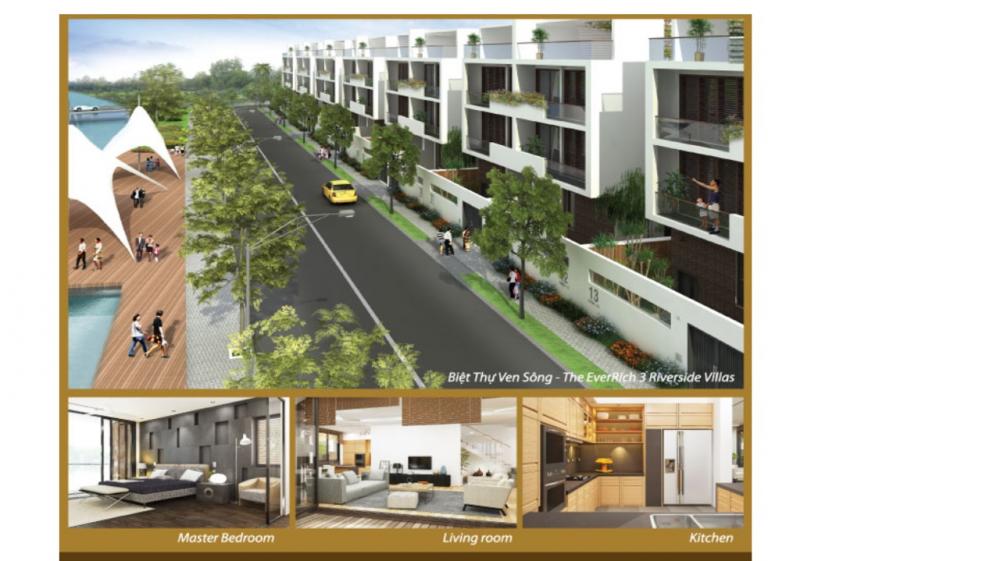 13
Biệt Thự Ven Sông - The EverRich 3 Riverside Villas
Master Bedroom
Living room
Kitchen